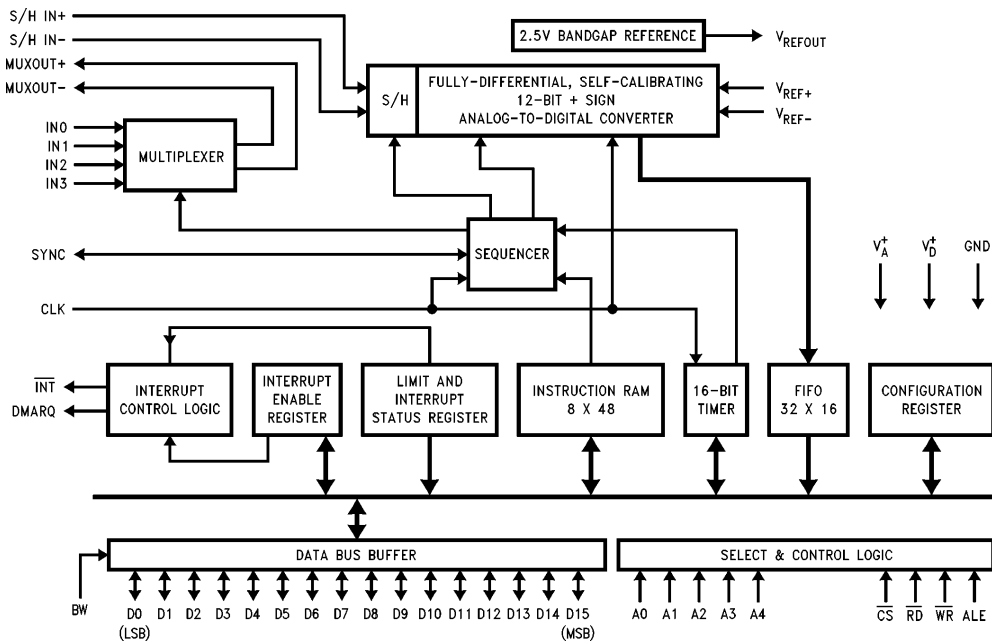 S/H IN+
S/H IN-
MUXOUT+
MUXOUT-
2.5V BANDGAP REFERENCE
VREFOUT
S/H
FULLY-DIFFERENTIAL, SELF-CALIBRATING
12-BIT + SIGN
ANALOG-TO-DIGITAL CONVERTER
VREF+
VREF-
IN0
IN1
IN2
IN3
MULTIPLEXER
SYNC
SEQUENCER
VA+
VD+
GND
CLK
INT
DMARQ
INTERRUPT
CONTROL LOGIC
INTERRUPT
ENABLE
REGISTER
LIMIT AND
INTERRUPT
STATUS REGISTER
INSTRUCTION RAM
8 X 48
16-BIT
TIMER
FIFO
32 X 16
CONFIGURATION
REGISTER
DATA BUS BUFFER
SELECT & CONTROL LOGIC
BW
D0 D1 D2 D3 D4 D5 D6 D7 D8 D9 D10 D11 D12 D13 D14 D15
(LSB) (MSB)
A0 A1 A2 A3 A4
CS RD WR ALE